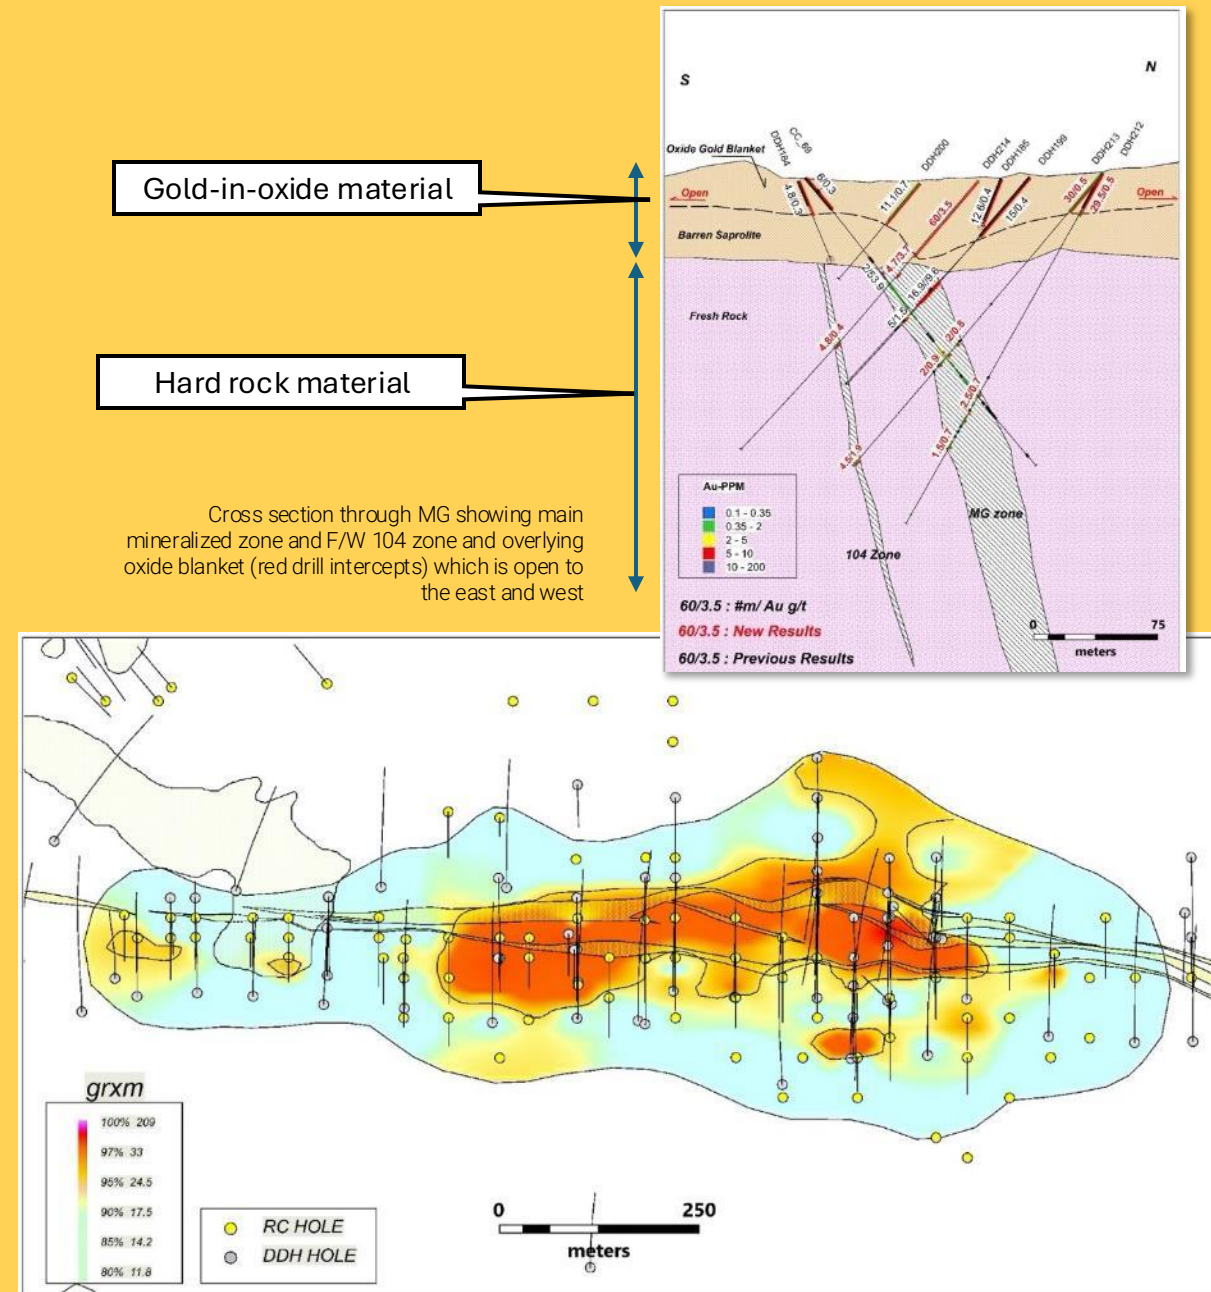 S
N
DDH184
CC_69
DDH200
DDH214
DDH185
DDH199
DDH213
DDH212
Oxide Gold Blanket
Gold-in-oxide material
Open
4.8/0.3
6/0.3
11.1/0.7
60/3.5
12.6/0.4
15/0.4
30/0.5
29.5/0.5
Open
Barren Saprolite
4.7/3.7
2/53.9
16.9/9.6
Fresh Rock
5/1.5
4.8/0.4
2/0.8
2/0.9
Hard rock material
2.5/0.7
1.5/0.7
4.5/1.9
Au-PPM
0.1 - 0.35
0.35 - 2
2 - 5
5 - 10
10 - 200
MG zone
104 Zone
Cross section through MG showing main
mineralized zone and F/W 104 zone and overlying
oxide blanket (red drill intercepts) which is open to
the east and west
60/3.5 : #m/ Au g/t
60/3.5 : New Results
60/3.5 : Previous Results
0 75
meters
grxm
100% 209
97% 33
95% 24.5
90% 17.5
85% 14.2
80% 11.8
RC HOLE
DDH HOLE
0 250
meters